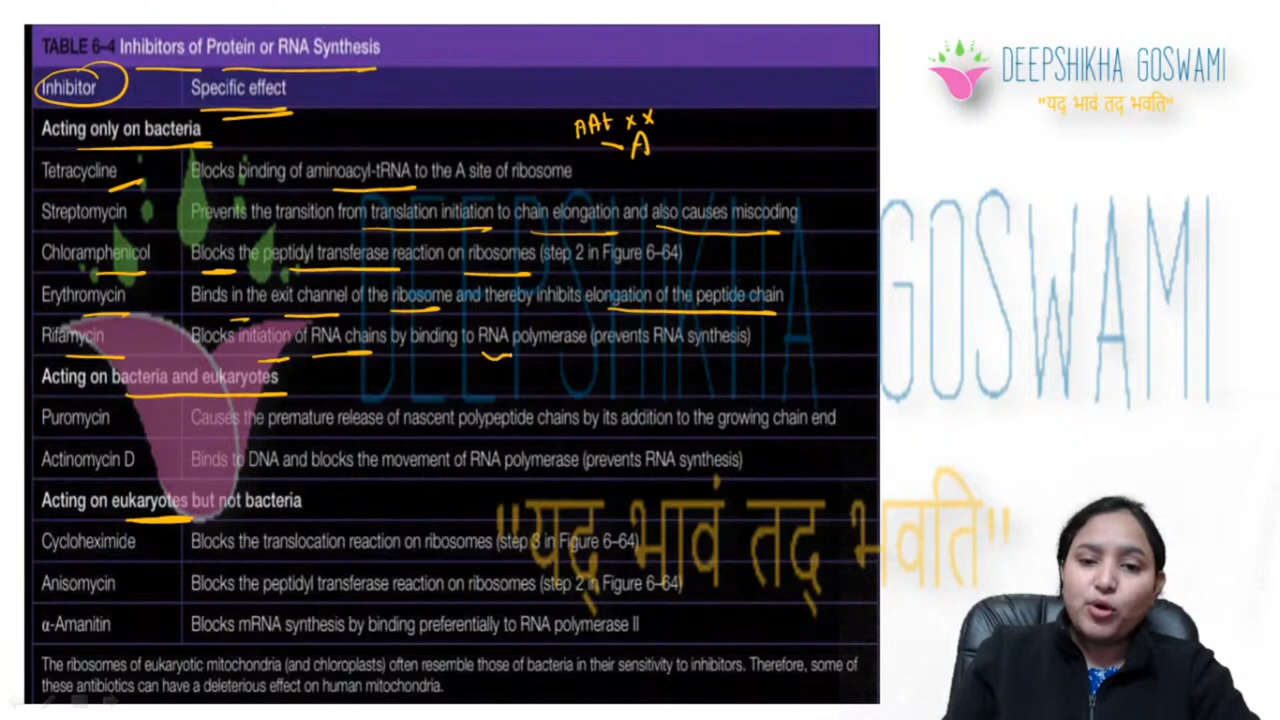 TABLE 6–4 Inhibitors of Protein or RNA Synthesis
Inhibitor Specific effect
Acting only on bacteria
Tetracycline Blocks binding of aminoacyl-tRNA to the A site of ribosome
Streptomycin Prevents the transition from translation initiation to chain elongation and also causes miscoding
Chloramphenicol Blocks the peptidyl transferase reaction on ribosomes (step 2 in Figure 6–64)
Erythromycin Binds in the exit channel of the ribosome and thereby inhibits elongation of the peptide chain
Rifamycin Blocks initiation of RNA chains by binding to RNA polymerase (prevents RNA synthesis)
Acting on bacteria and eukaryotes
Puromycin Causes the premature release of nascent polypeptide chains by its addition to the growing chain end
Actinomycin D Binds to DNA and blocks the movement of RNA polymerase (prevents RNA synthesis)
Acting on eukaryotes but not bacteria
Cycloheximide Blocks the translocation reaction on ribosomes (step 3 in Figure 6–64)
Anisomycin Blocks the peptidyl transferase reaction on ribosomes (step 2 in Figure 6–64)
α-Amanitin Blocks mRNA synthesis by binding preferentially to RNA polymerase II
The ribosomes of eukaryotic mitochondria (and chloroplasts) often resemble those of bacteria in their sensitivity to inhibitors. Therefore, some of
these antibiotics can have a deleterious effect on human mitochondria.
AAt x x
A
DEEPSHIKHA GOSWAMI
"यद् भावं तद् भवति"
DEEPSHIKHA GOSWAMI
"यद् भावं तद् भवति"